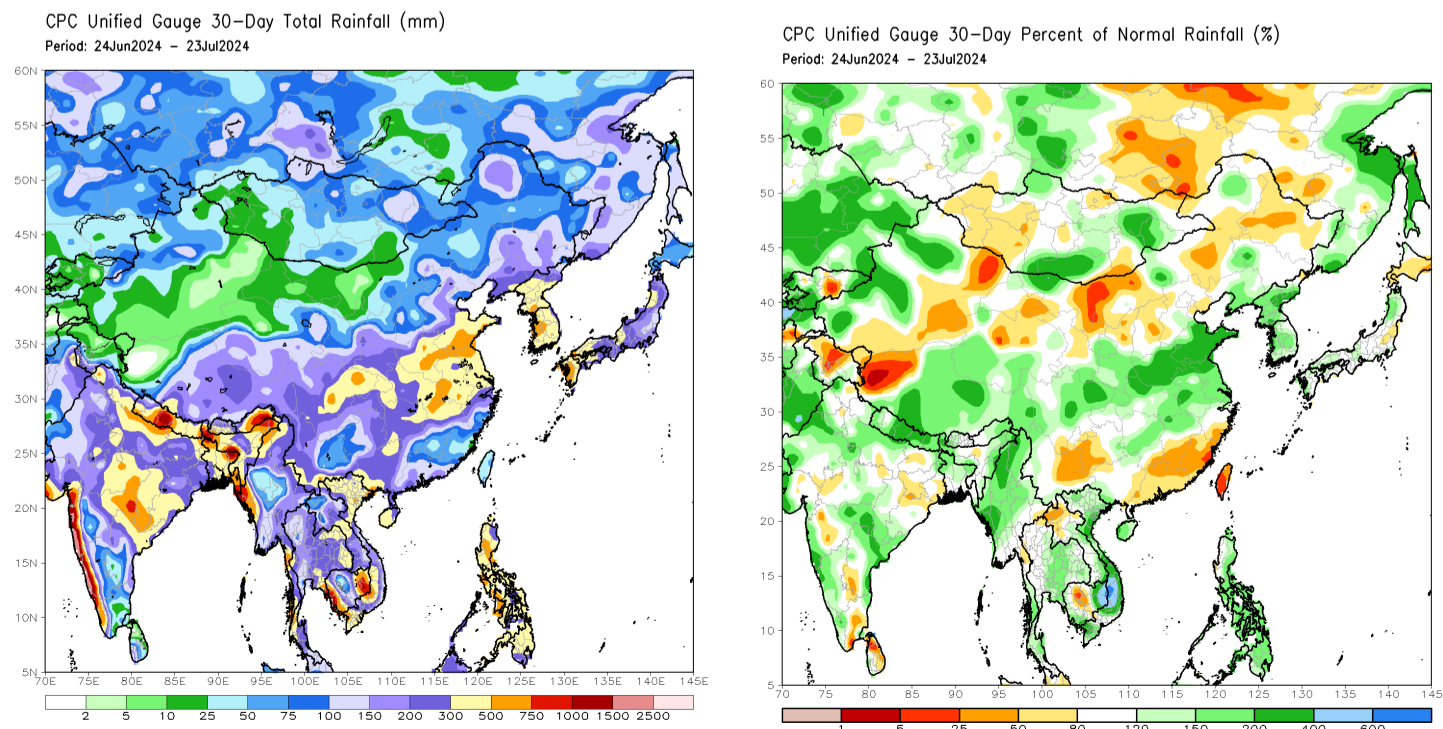 CPC Unified Gauge 30-Day Total Rainfall (mm)
Period: 24Jun2024 - 23Jul2024
60N
55N
50N
45N
40N
35N
30N
25N
20N
15N
10N
5N
70E 75E 80E 85E 90E 95E 100E 105E 110E 115E 120E 125E 130E 135E 140E 145E
2 5 10 25 50 75 100 150 200 300 500 750 1000 1500 2500
CPC Unified Gauge 30-Day Percent of Normal Rainfall (%)
Period: 24Jun2024 - 23Jul2024
60
55
50
45
40
35
30
25
20
15
10
5
70 75 80 85 90 95 100 105 110 115 120 125 130 135 140 145
1 5 25 50 80 120 150 200 400 600